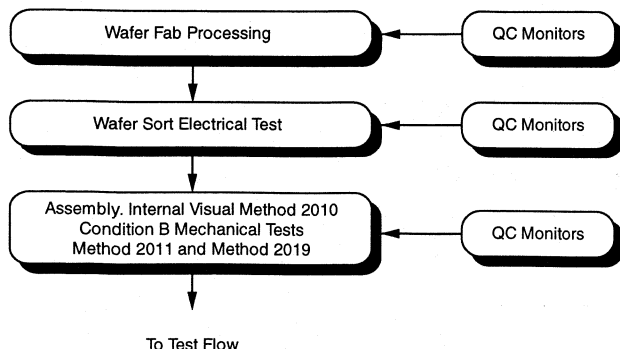 Wafer Fab Processing
QC Monitors
Wafer Sort Electrical Test
QC Monitors
Assembly. Internal Visual Method 2010
Condition B Mechanical Tests
Method 2011 and Method 2019
QC Monitors
To Test Flow